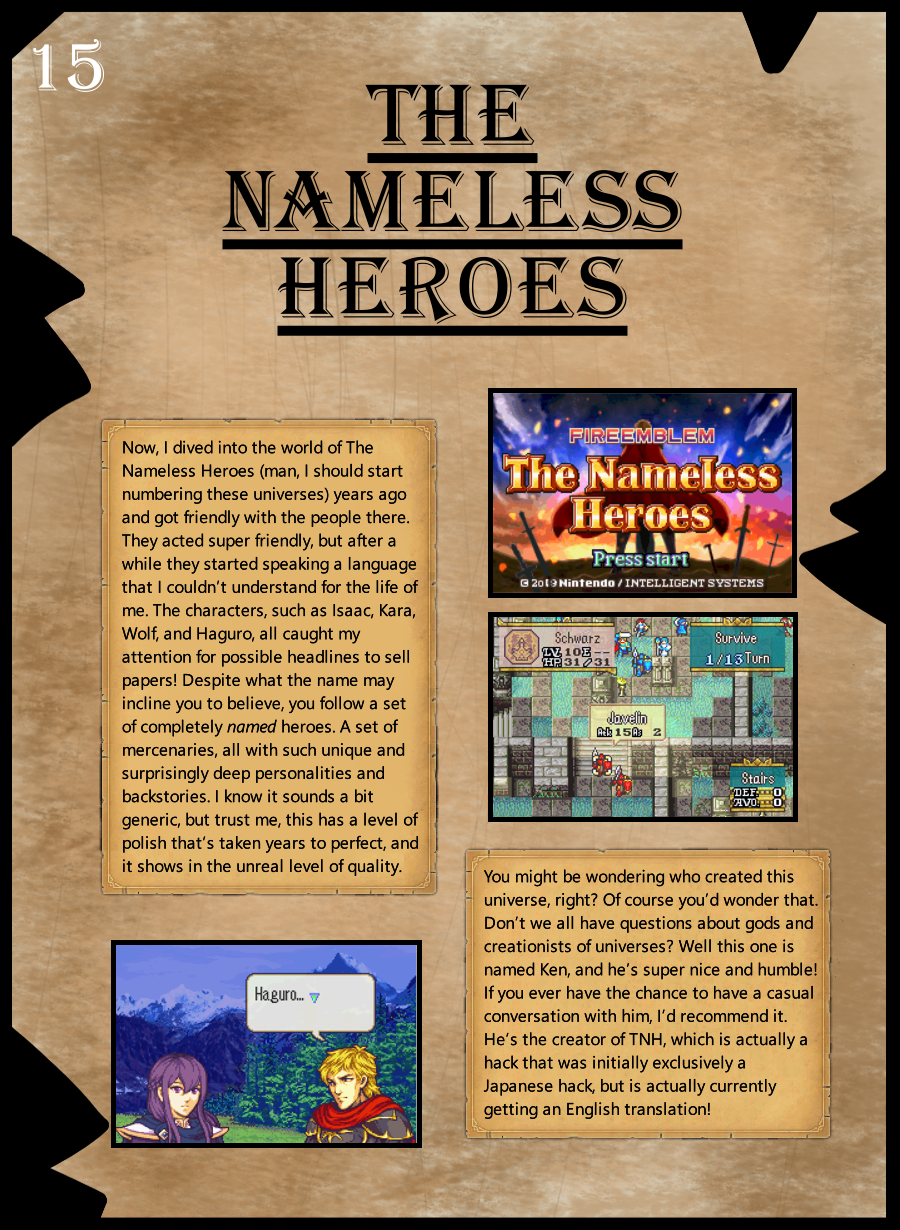 15
THE
NAMELESS
HEROES
Now, I dived into the world of The
Nameless Heroes (man, I should start
numbering these universes) years ago
and got friendly with the people there.
They acted super friendly, but after a
while they started speaking a language
that I couldn't understand for the life of
me. The characters, such as Isaac, Kara,
Wolf, and Haguro, all caught my
attention for possible headlines to sell
papers! Despite what the name may
incline you to believe, you follow a set
of completely named heroes. A set of
mercenaries, all with such unique and
surprisingly deep personalities and
backstories. I know it sounds a bit
generic, but trust me, this has a level of
polish that's taken years to perfect, and
it shows in the unreal level of quality.
FIREEMBLEM
The Nameless
Heroes
Press start
© 2019 Nintendo / INTELLIGENT SYSTEMS
Schwarz
LV 10 E --
HP 31/31
Survive
1/13 Turn
Javelin
Atk 15 As 2
Stairs
DEF. 0
AVO. 0
You might be wondering who created this
universe, right? Of course you'd wonder that.
Don't we all have questions about gods and
creationists of universes? Well this one is
named Ken, and he's super nice and humble!
If you ever have the chance to have a casual
conversation with him, I'd recommend it.
He's the creator of TNH, which is actually a
hack that was initially exclusively a
Japanese hack, but is actually currently
getting an English translation!
Haguro...